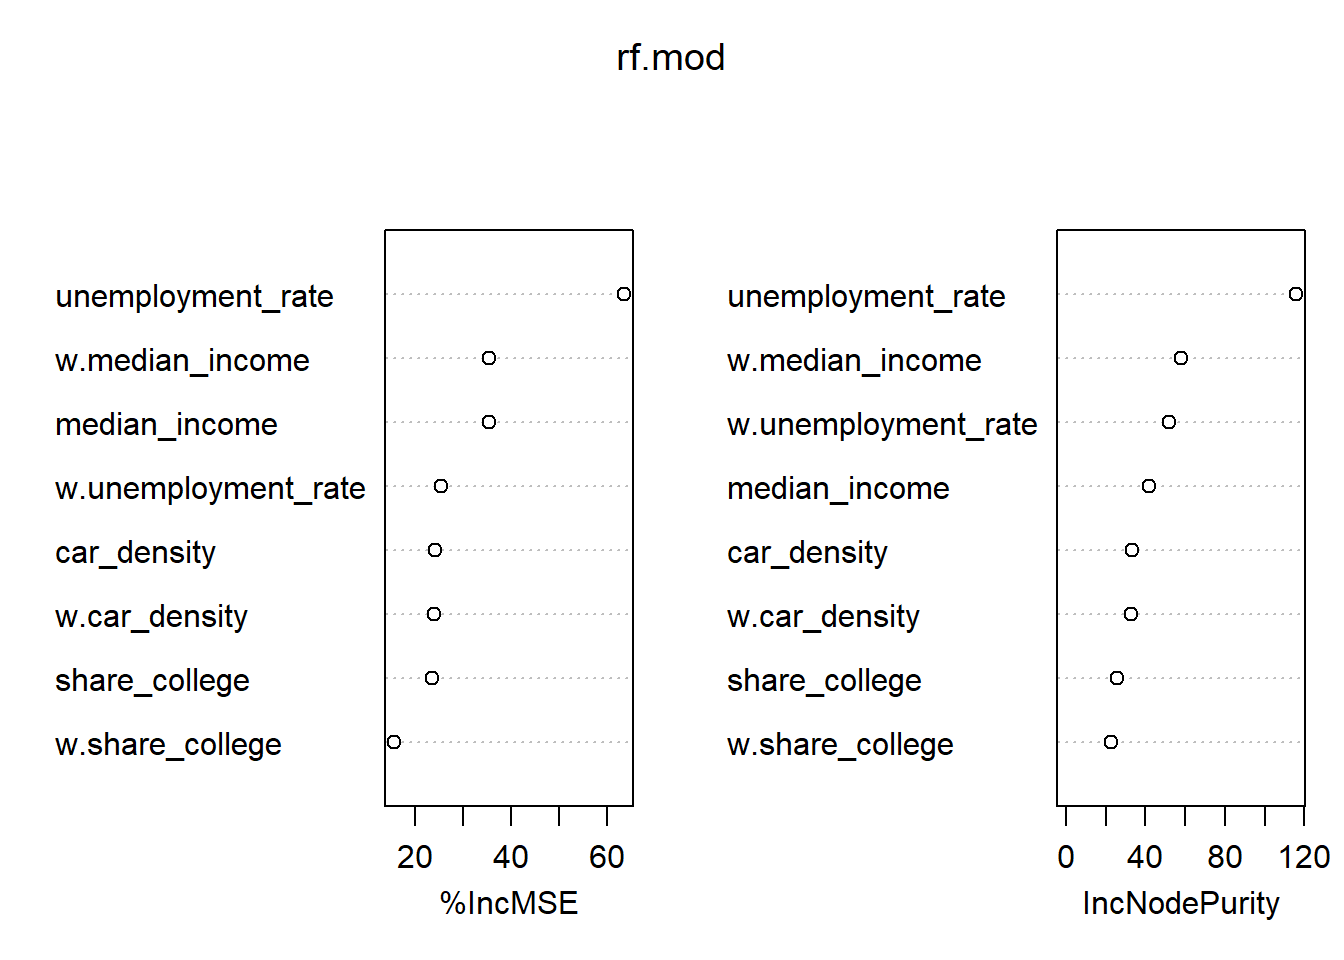 rf.mod
unemployment_rate
w.median_income
median_income
w.unemployment_rate
car_density
w.car_density
share_college
w.share_college
20 40 60
%IncMSE
unemployment_rate
w.median_income
w.unemployment_rate
median_income
car_density
w.car_density
share_college
w.share_college
0 40 80 120
IncNodePurity